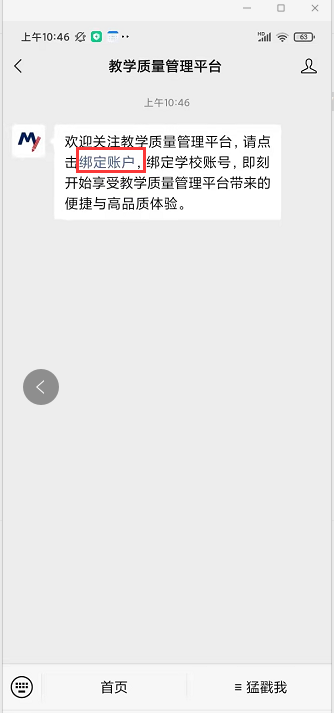 上午10:46
HD
63
教学质量管理平台
上午10:46
My
欢迎关注教学质量管理平台，请点
击绑定账户，绑定学校账号，即刻
开始享受教学质量管理平台带来的
便捷与高品质体验。
首页
≡ 猛戳我